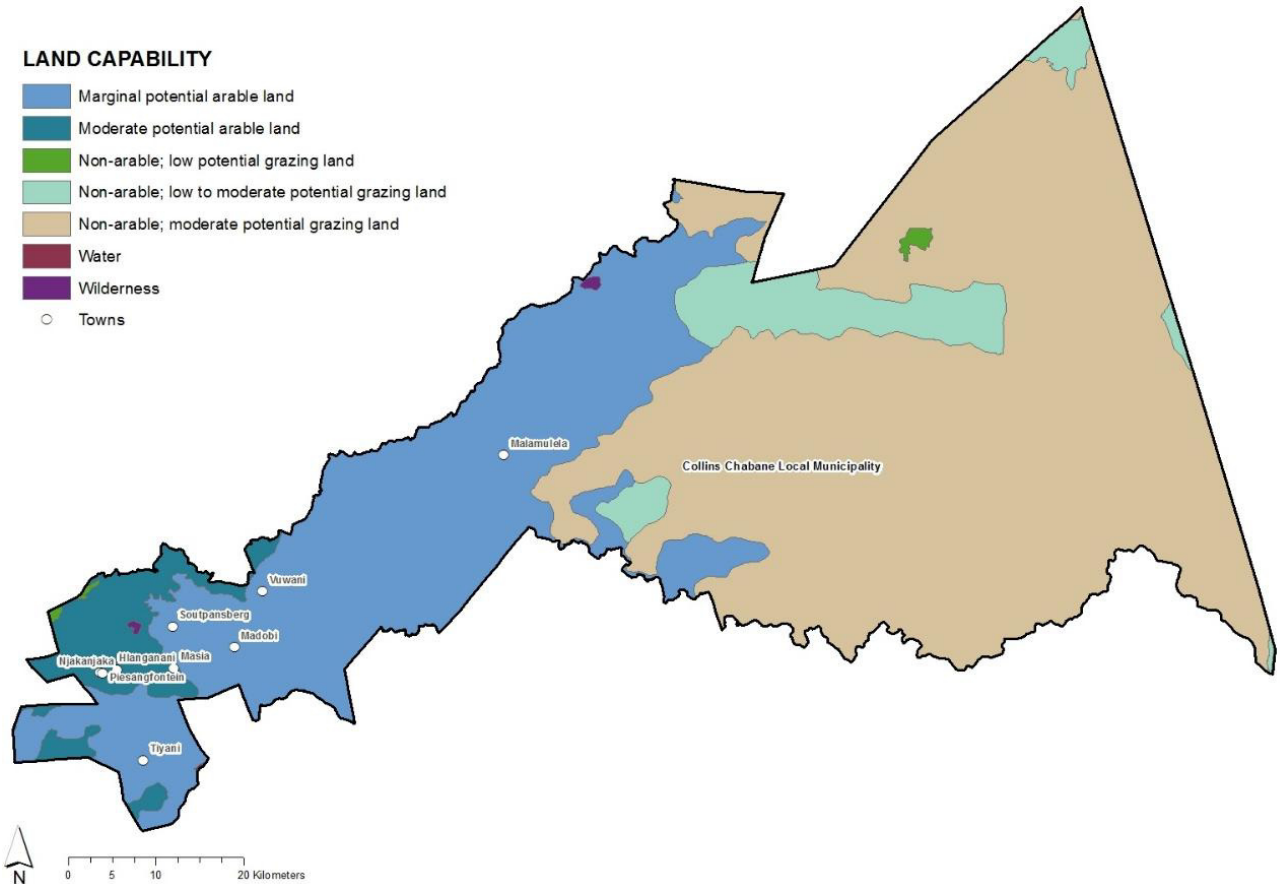 LAND CAPABILITY
Marginal potential arable land
Moderate potential arable land
Non-arable; low potential grazing land
Non-arable; low to moderate potential grazing land
Non-arable; moderate potential grazing land
Water
Wilderness
Towns
Malamulela
Collins Chabane Local Municipality
Vuwani
Soutpansberg
Madobi
Njakanjaka
Hlanganani
Masia
Piesangfontein
Tiyani
N
0 5 10 20 Kilometers